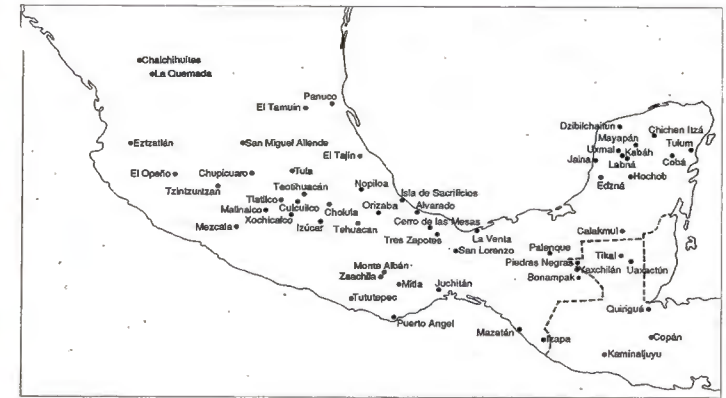 Chalchihuites
La Quemada
Panuco
El Tamuín
Dzibilchaltun
Chichen Itzá
Mayapán
Tulum
Eztzatlán
San Miguel Allende
Uxmal
Kabáh
El Tajín
Jaina
Labná
Cobá
El Opeño
Chupicuaro
Tula
Hochob
Tzintzuntzan
Teotihuacán
Nopiloa
Edzná
Tlatilco
Isla de Sacrificios
Malinalco
Cuicuilco
Cholula
Orizaba
Alvarado
Xochicalco
Mezcala
Izúcar
Tehuacan
Cerro de las Mesas
Calakmul
Tres Zapotes
La Venta
San Lorenzo
Palenque
Tikal
Piedras Negras
Uaxactún
Yaxchilán
Monte Albán
Zaachila
Bonampak
Mitla
Juchitán
Tututepec
Quiriguá
Puerto Angel
Mazatán
Izapa
Copán
Kaminaljuyu